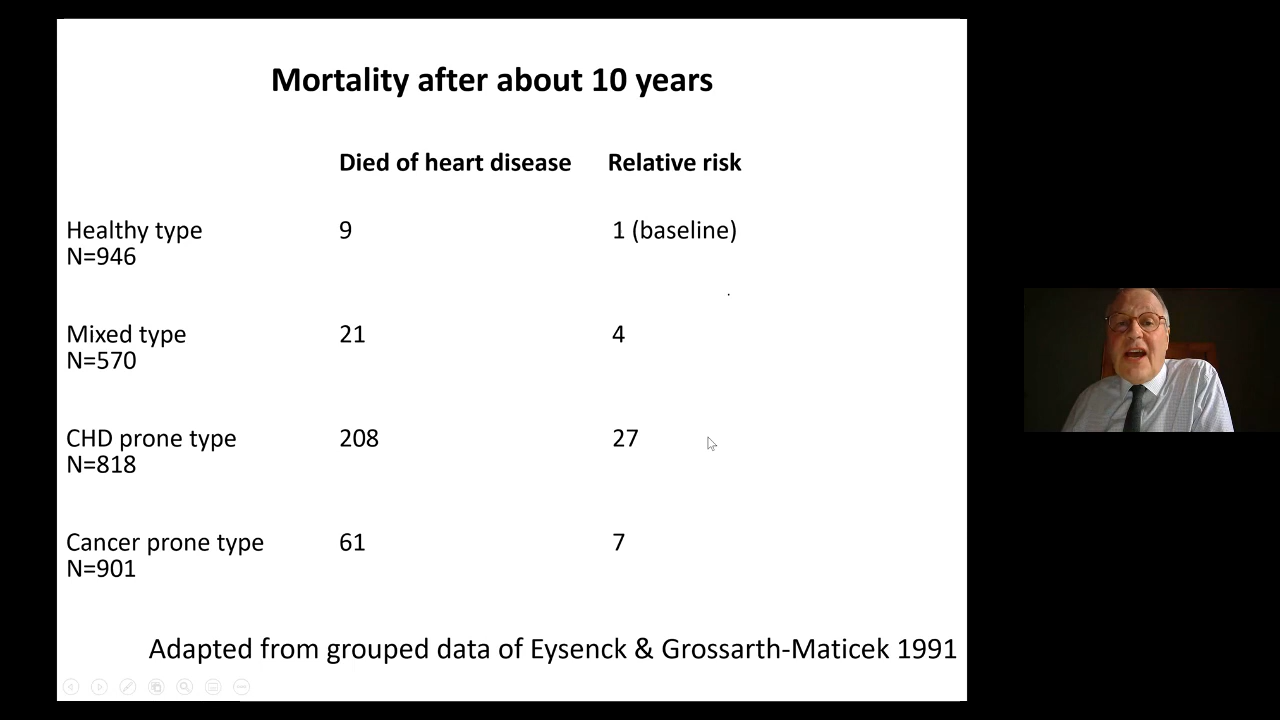 Mortality after about 10 years
Died of heart disease Relative risk
Healthy type 9 1 (baseline)
N=946
Mixed type 21 4
N=570
CHD prone type 208 27
N=818
Cancer prone type 61 7
N=901
Adapted from grouped data of Eysenck & Grossarth-Maticek 1991